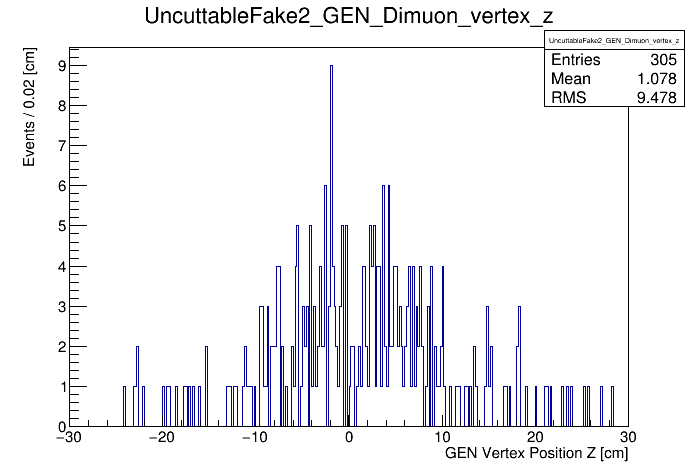 UncuttableFake2_GEN_Dimuon_vertex_z
UncuttableFake2_GEN_Dimuon_vertex_z
Entries 305
Mean 1.078
RMS 9.478
Events / 0.02 [cm]
9
8
7
6
5
4
3
2
1
0
−30 −20 −10 0 10 20 30
GEN Vertex Position Z [cm]